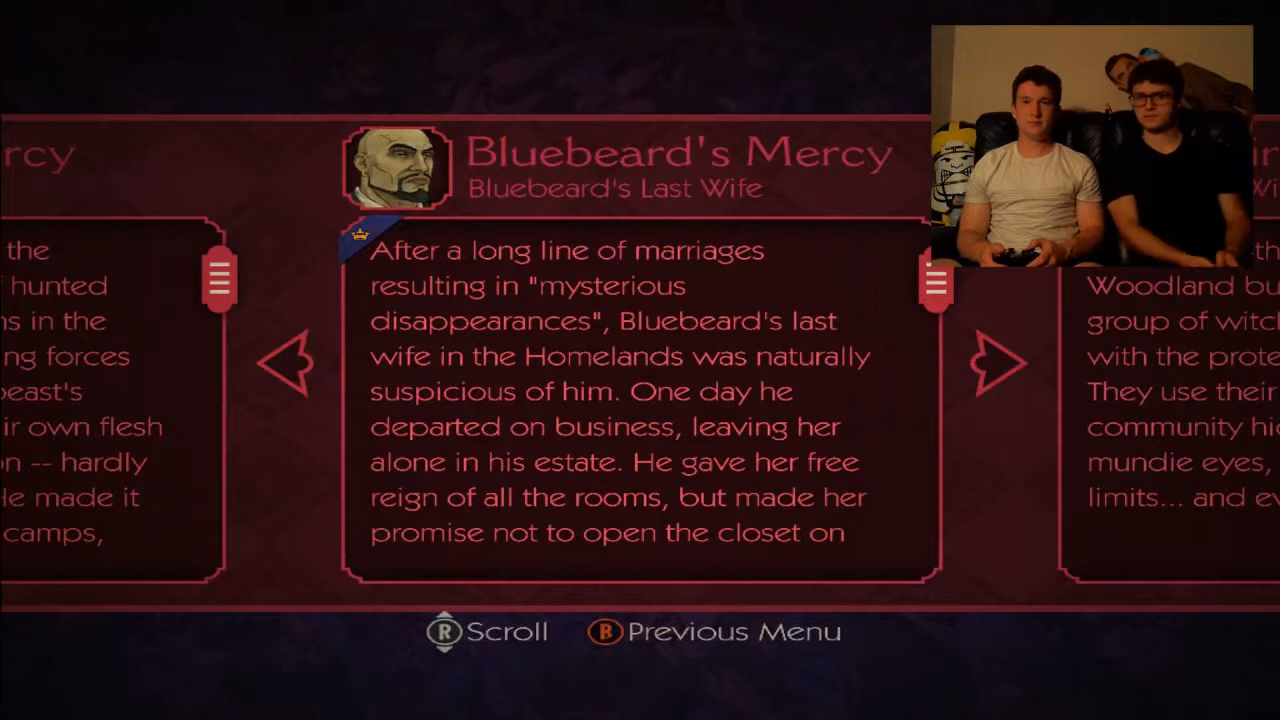 rcy
the
hunted
ns in the
ng forces
beast's
ir own flesh
on -- hardly
He made it
camps,
Bluebeard's Mercy
Bluebeard's Last Wife
After a long line of marriages
resulting in "mysterious
disappearances", Bluebeard's last
wife in the Homelands was naturally
suspicious of him. One day he
departed on business, leaving her
alone in his estate. He gave her free
reign of all the rooms, but made her
promise not to open the closet on
Woodland bu
group of witc
with the prote
They use their
community hid
mundie eyes,
limits... and ev
R Scroll B Previous Menu